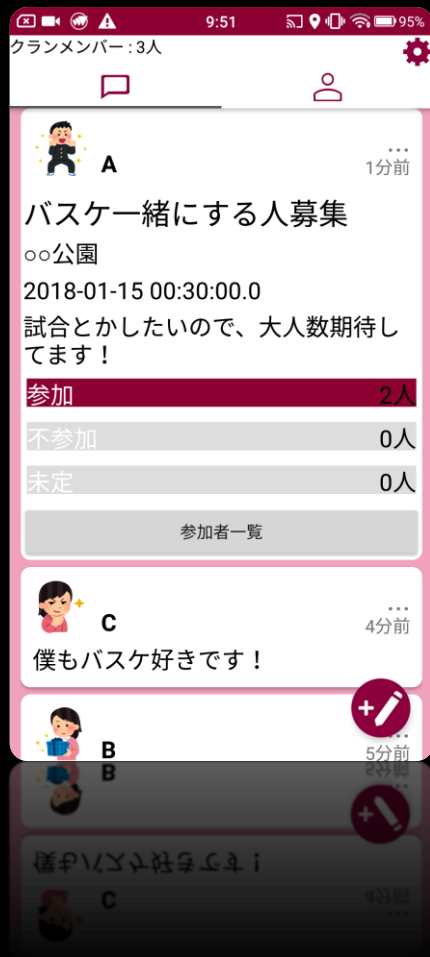 9:51
95%
クランメンバー : 3人
A
...
1分前
バスケ一緒にする人募集
○○公園
2018-01-15 00:30:00.0
試合とかしたいので、大人数期待し
てます！
参加 2人
不参加 0人
未定 0人
参加者一覧
C
...
4分前
僕もバスケ好きです！
B
...
5分前